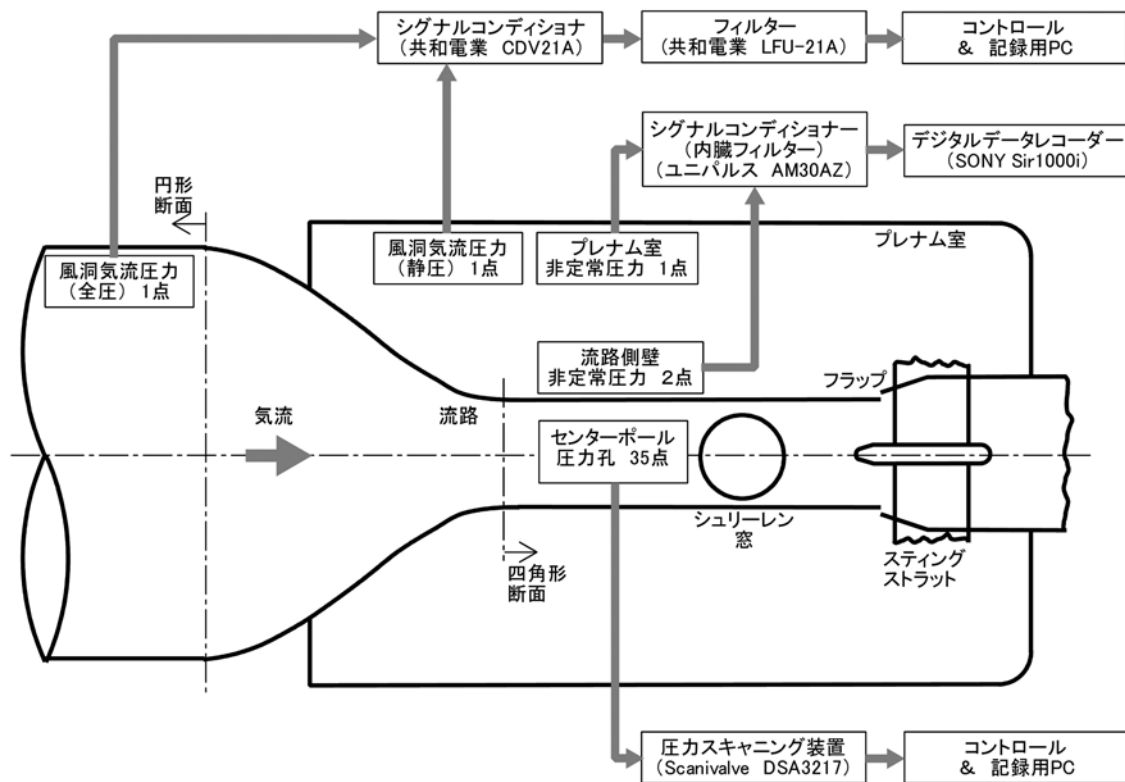 シグナルコンディショナ
(共和電業 CDV21A)
フィルター
(共和電業 LFU-21A)
コントロール
& 記録用PC
シグナルコンディショナー
(内臓フィルター)
(ユニパルス AM30AZ)
デジタルデータレコーダー
(SONY Sir1000i)
円形
断面
風洞気流圧力
(全圧) 1点
風洞気流圧力
(静圧) 1点
プレナム室
非定常圧力 1点
プレナム室
流路側壁
非定常圧力 2点
フラップ
気流
流路
センターポール
圧力孔 35点
シュリーレン
窓
四角形
断面
スティング
ストラット
圧力スキャニング装置
(Scanivalve DSA3217)
コントロール
& 記録用PC